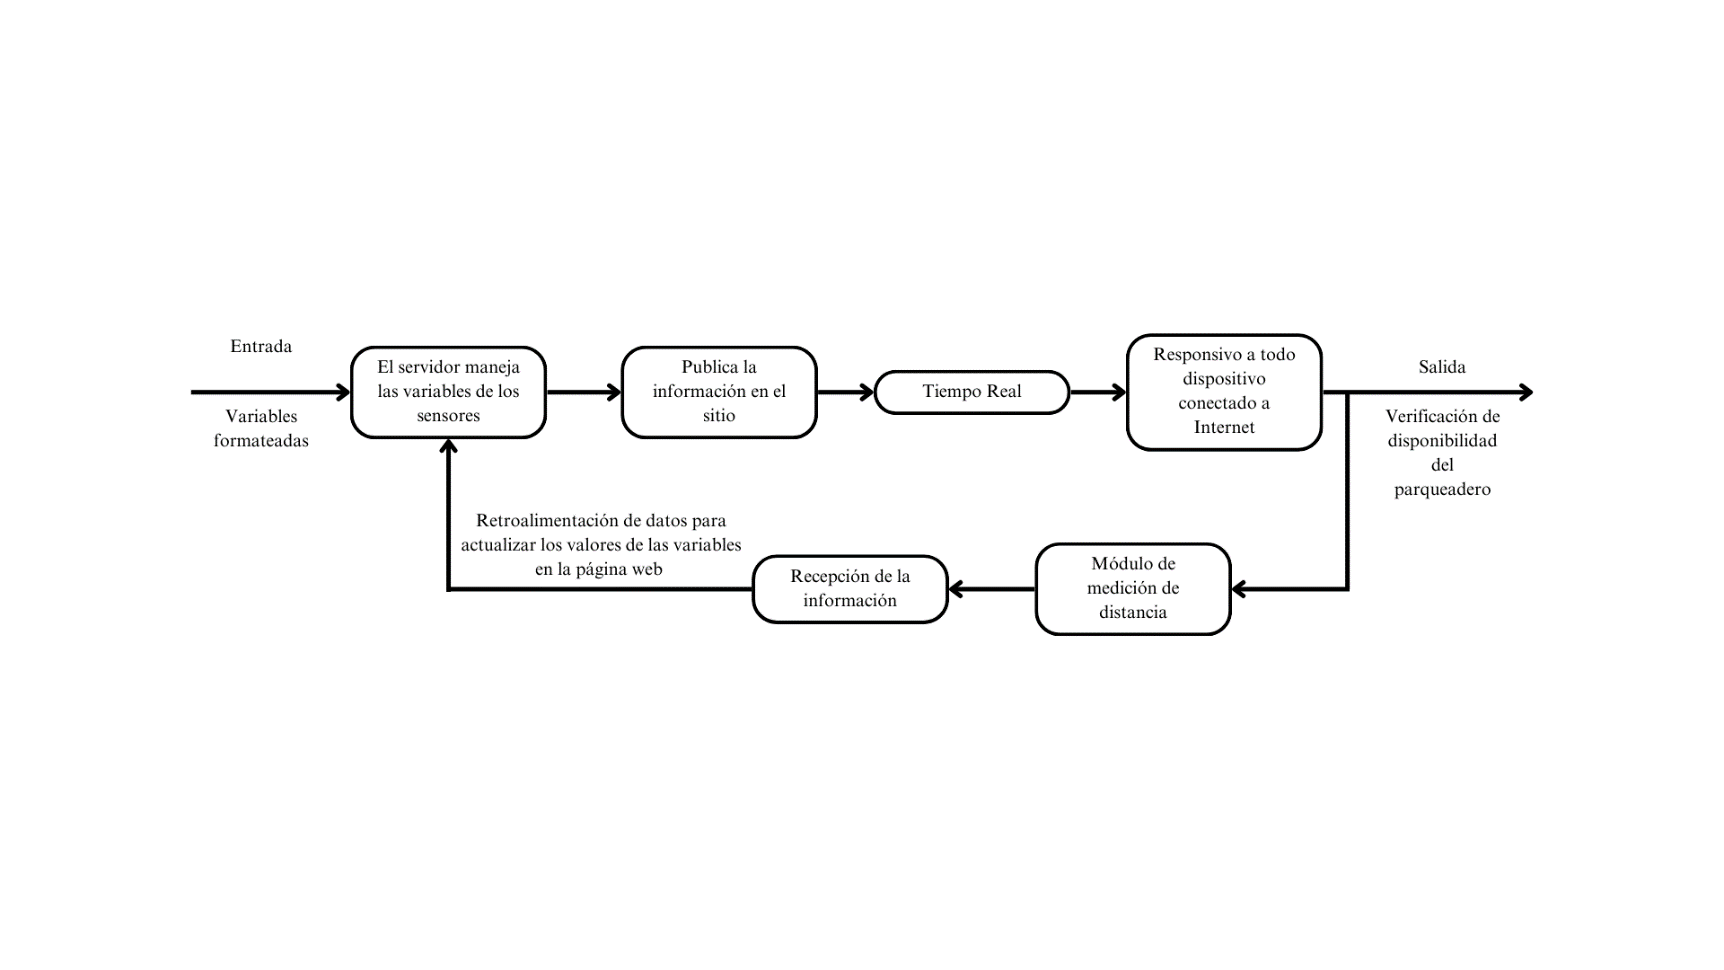 Entrada
Variables
formateadas
El servidor maneja
las variables de los
sensores
Publica la
información en el
sitio
Tiempo Real
Responsivo a todo
dispositivo
conectado a
Internet
Salida
Verificación de
disponibilidad
del
parqueadero
Retroalimentación de datos para
actualizar los valores de las variables
en la página web
Recepción de la
información
Módulo de
medición de
distancia